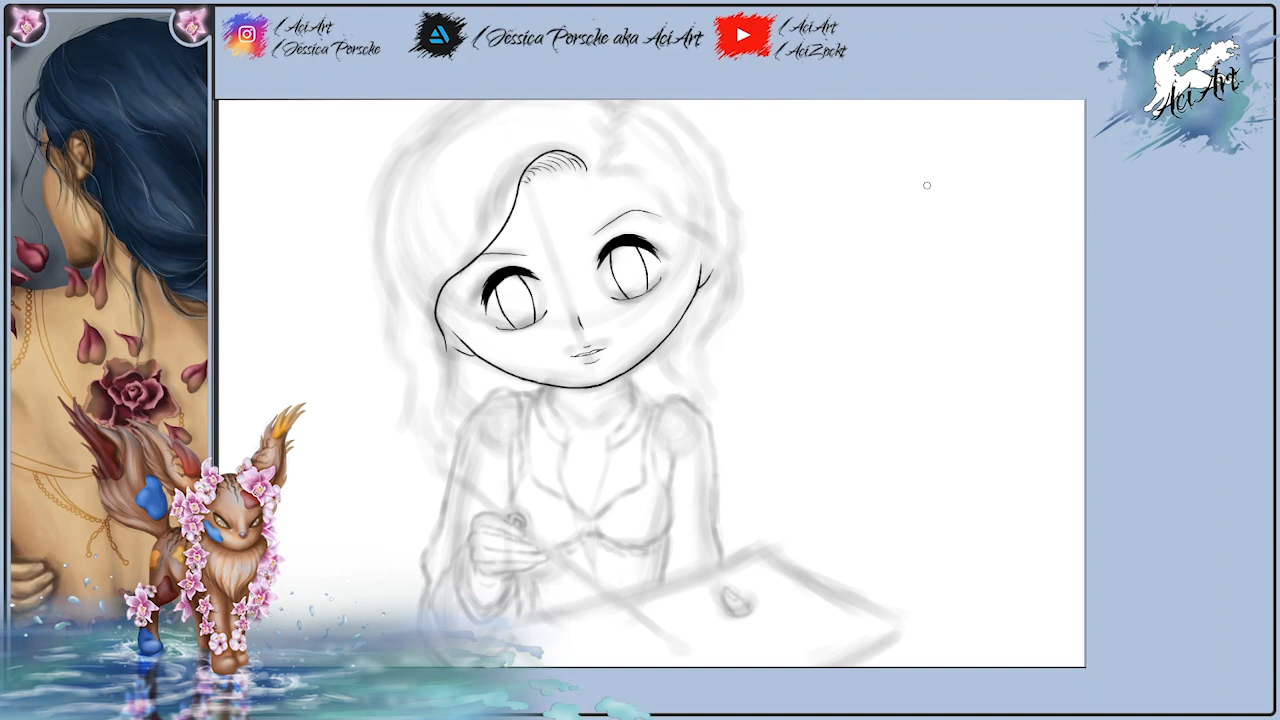 /AciArt
/Jessica Porsche
/Jessica Porsche aka AciArt
/AciArt
/AciZockt
AciArt